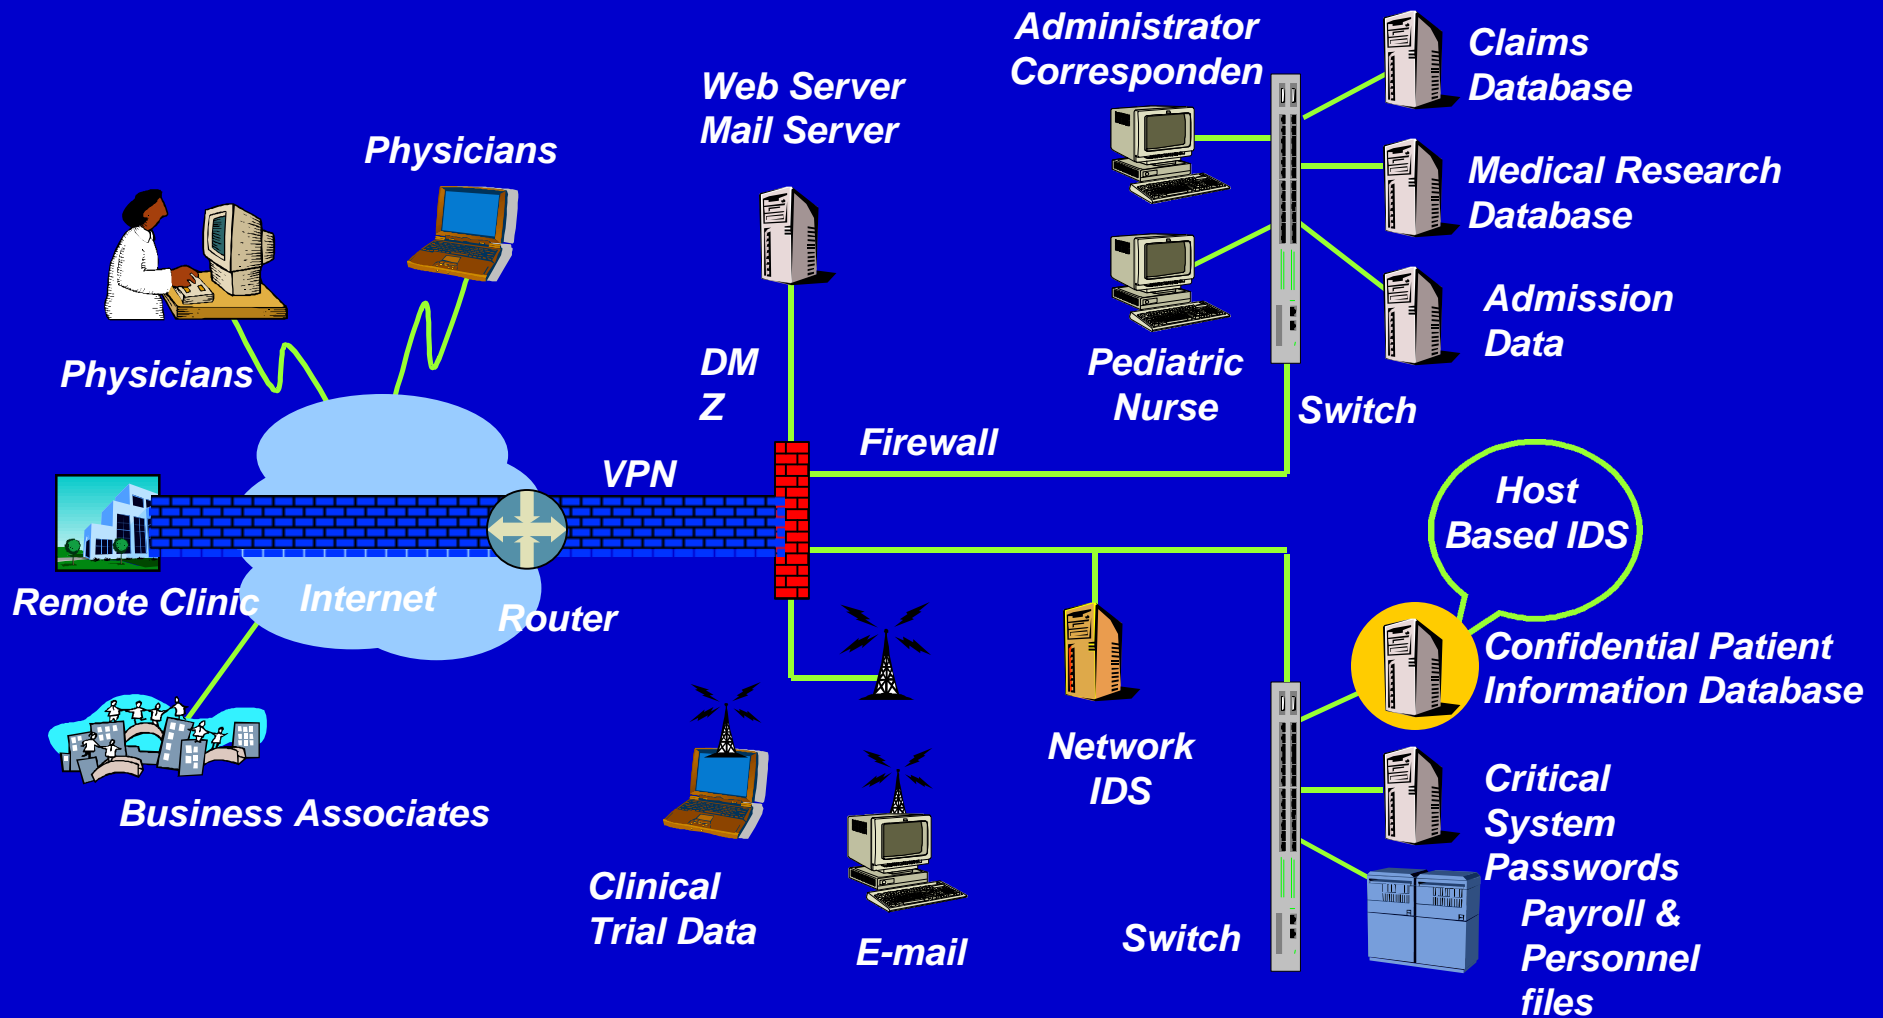 Administrator
Corresponden
Claims
Database
Web Server
Mail Server
Physicians
Medical Research
Database
Admission
Data
Physicians
DM
Z
Pediatric
Nurse
Switch
Firewall
VPN
Host
Based IDS
Remote Clinic
Internet
Router
Confidential Patient
Information Database
Network
IDS
Business Associates
Critical
System
Passwords
Clinical
Trial Data
E-mail
Switch
Payroll &
Personnel
files